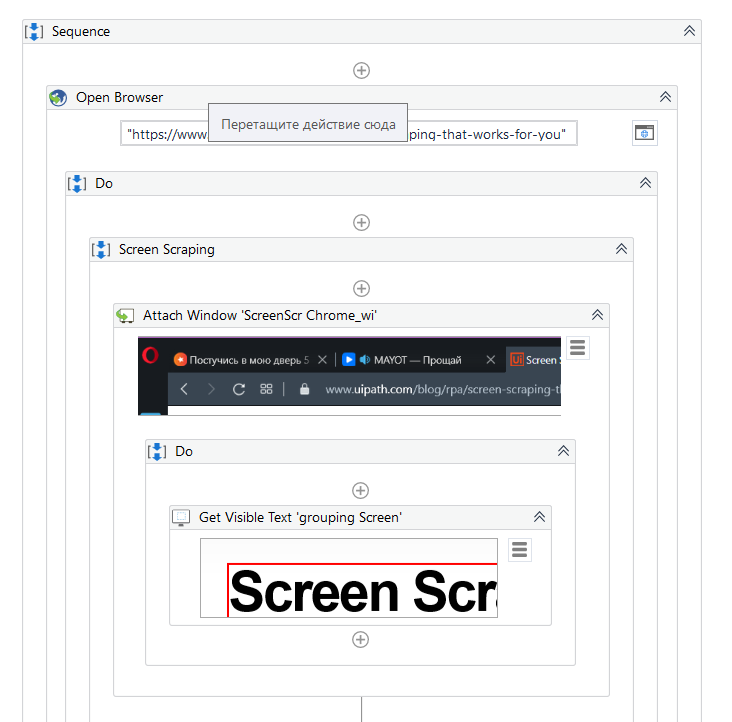 Sequence
Open Browser
Перетащите действие сюда
"https://www. ping-that-works-for-you"
Do
Screen Scraping
Attach Window 'ScreenScr Chrome_wi'
Постучись в мою дверь 5 MAYOT — Прощай Ui Screen
www.uipath.com/blog/rpa/screen-scraping-t
Do
Get Visible Text 'grouping Screen'
Screen Scr